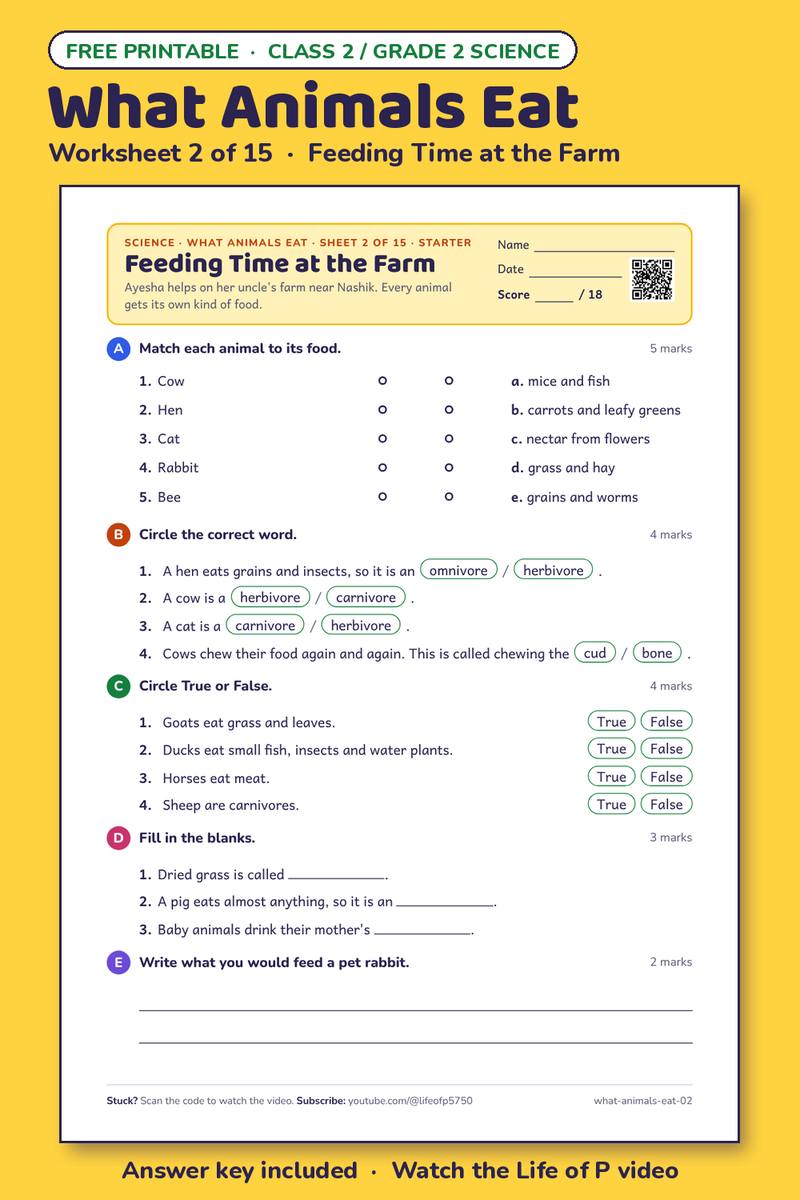 FREE PRINTABLE · CLASS 2 / GRADE 2 SCIENCE
What Animals Eat
Worksheet 2 of 15 · Feeding Time at the Farm
SCIENCE · WHAT ANIMALS EAT · SHEET 2 OF 15 · STARTER
Feeding Time at the Farm
Ayesha helps on her uncle's farm near Nashik. Every animal
gets its own kind of food.
Name
Date
Score / 18
A Match each animal to its food. 5 marks
1. Cow a. mice and fish
2. Hen b. carrots and leafy greens
3. Cat c. nectar from flowers
4. Rabbit d. grass and hay
5. Bee e. grains and worms
B Circle the correct word. 4 marks
1. A hen eats grains and insects, so it is an omnivore / herbivore .
2. A cow is a herbivore / carnivore .
3. A cat is a carnivore / herbivore .
4. Cows chew their food again and again. This is called chewing the cud / bone .
C Circle True or False. 4 marks
1. Goats eat grass and leaves. True False
2. Ducks eat small fish, insects and water plants. True False
3. Horses eat meat. True False
4. Sheep are carnivores. True False
D Fill in the blanks. 3 marks
1. Dried grass is called ____________.
2. A pig eats almost anything, so it is an ____________.
3. Baby animals drink their mother's ____________.
E Write what you would feed a pet rabbit. 2 marks
Stuck? Scan the code to watch the video. Subscribe: youtube.com/@lifeofp5750 what-animals-eat-02
Answer key included · Watch the Life of P video